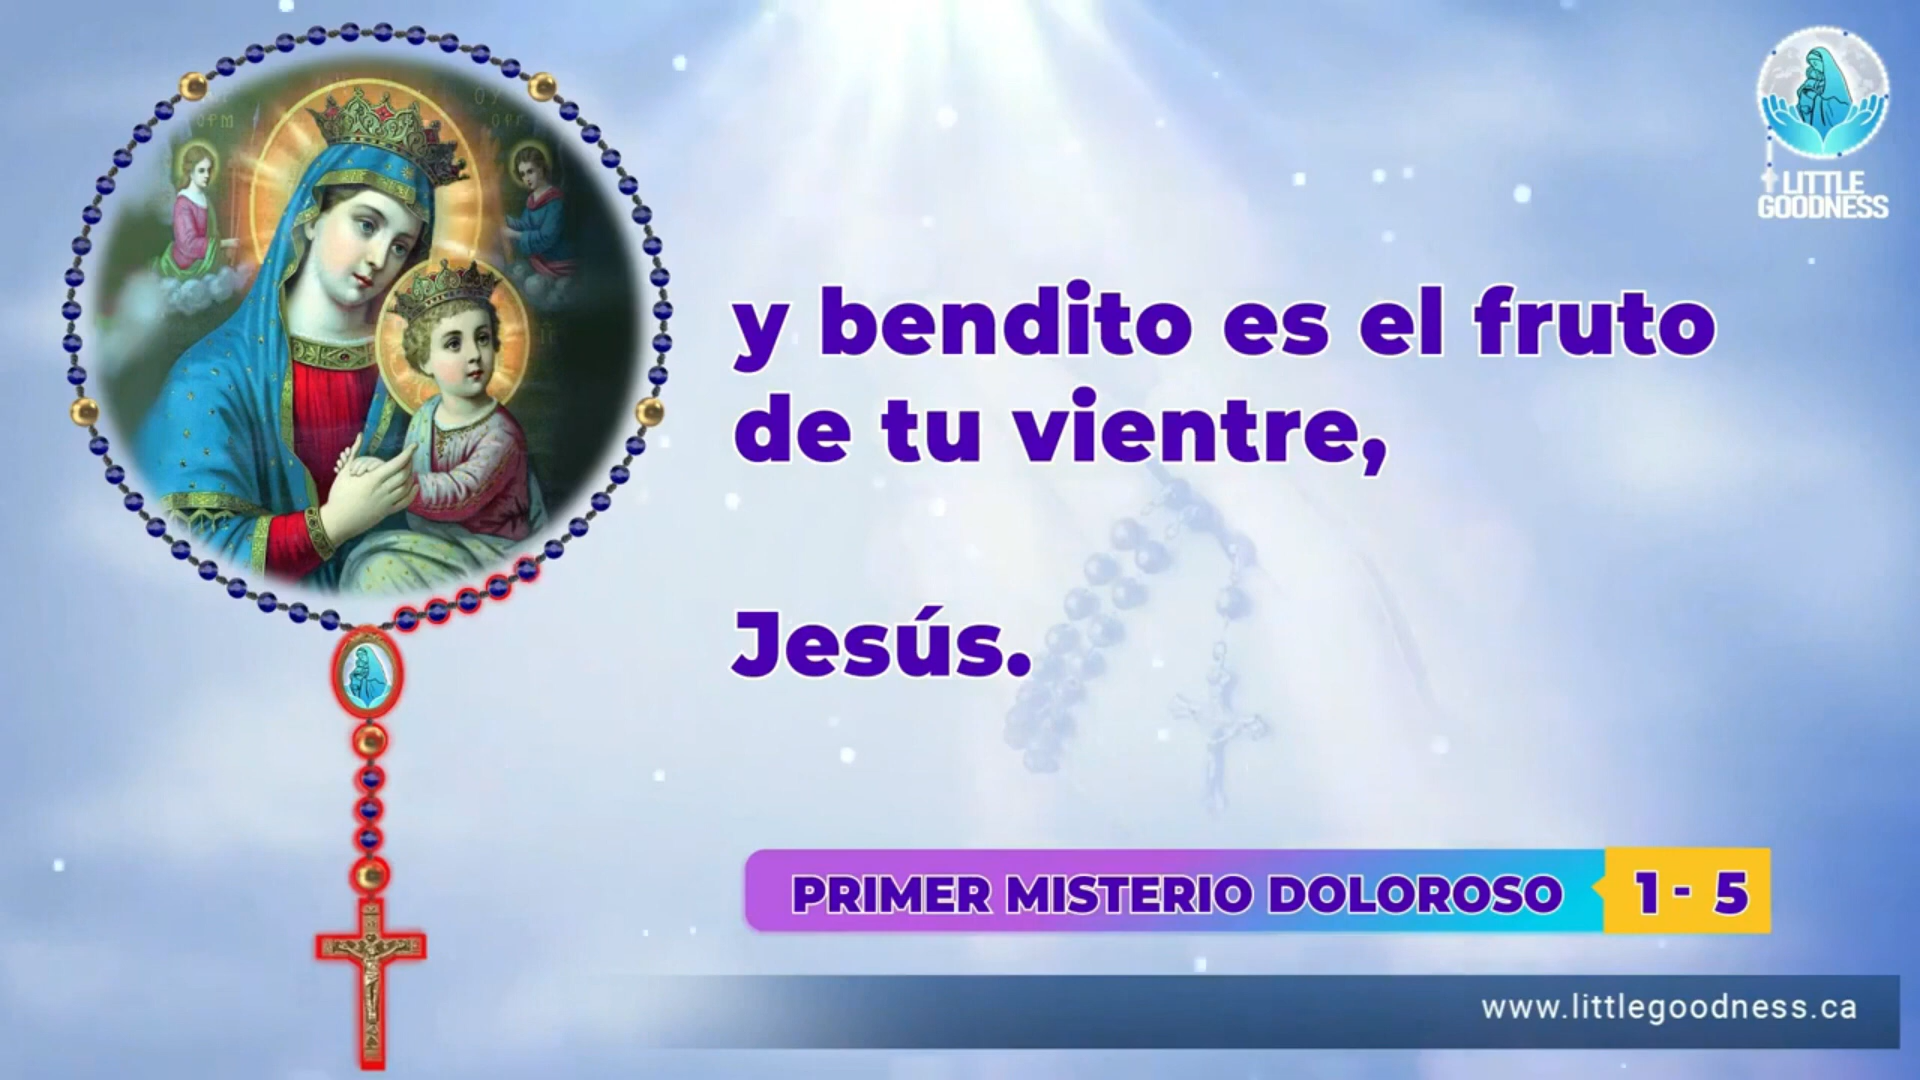 LITTLE
GOODNESS
y bendito es el fruto
de tu vientre,
Jesús.
PRIMER MISTERIO DOLOROSO 1 - 5
www.littlegoodness.ca